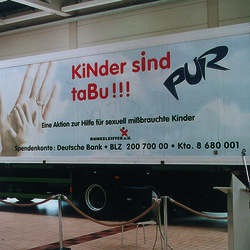 KiNder sind
taBu !!!
PUR
Eine Aktion zur Hilfe für sexuell mißbrauchte Kinder
DUNKELZIFFER e.V.
Spendenkonto: Deutsche Bank • BLZ 200 700 00 • Kto. 8 680 001